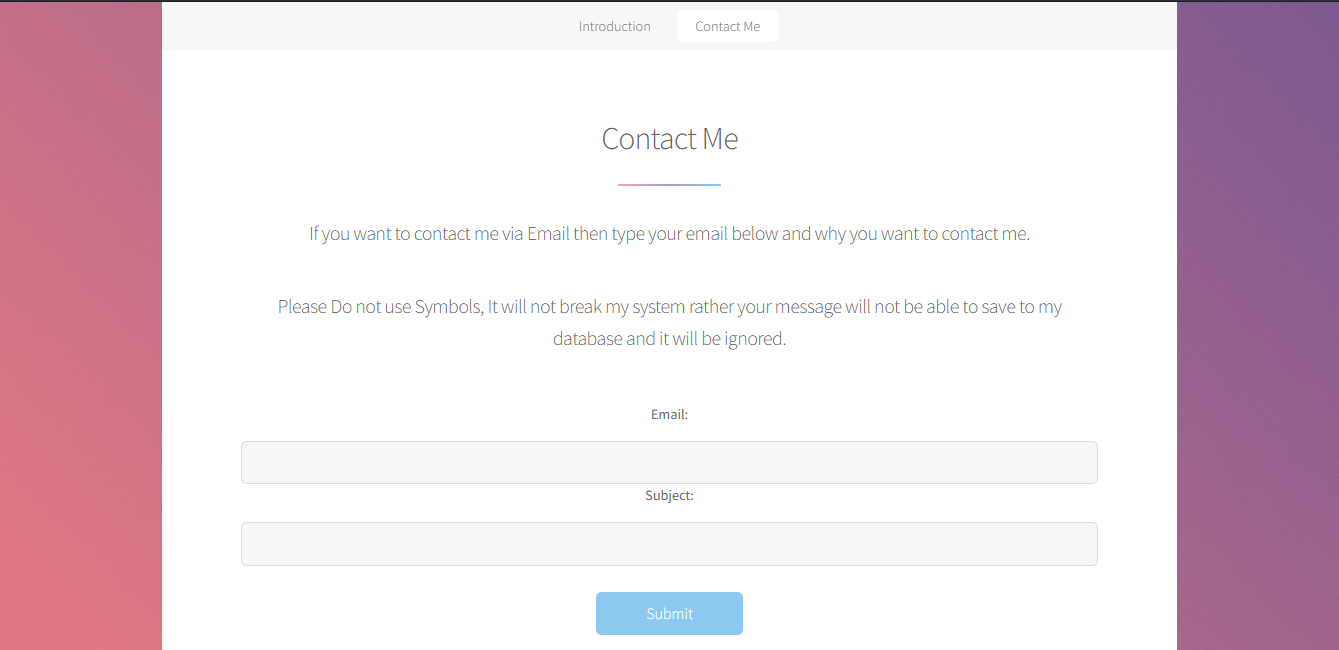 Introduction
Contact Me
Contact Me
If you want to contact me via Email then type your email below and why you want to contact me.
Please Do not use Symbols, It will not break my system rather your message will not be able to save to my
database and it will be ignored.
Email:
Subject:
Submit